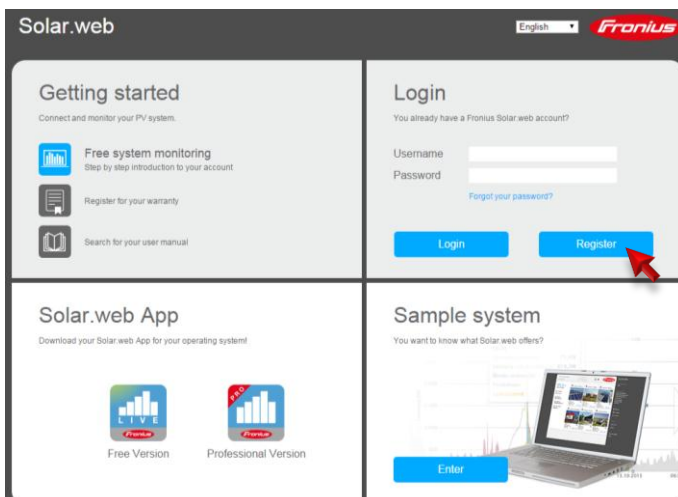 Solar.web
English
Fronius
Getting started
Connect and monitor your PV system.
Free system monitoring
Step by step introduction to your account
Register for your warranty
Search for your user manual
Login
You already have a Fronius Solar.web account?
Username
Password
Forgot your password?
Login
Register
Solar.web App
Download your Solar.web App for your operating system!
LIVE
Fronius
Free Version
PRO
Fronius
Professional Version
Sample system
You want to know what Solar.web offers?
Enter